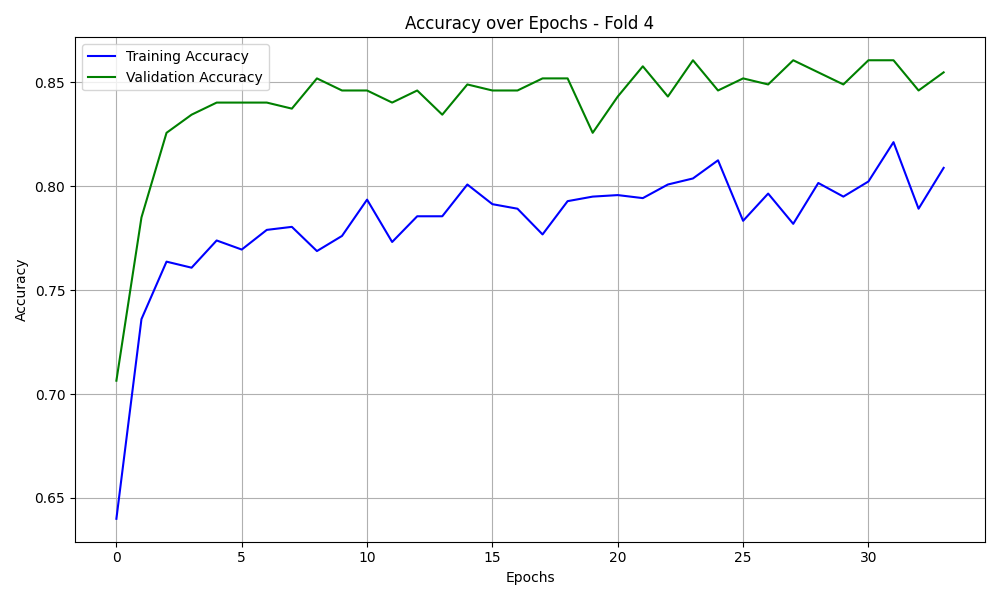 Accuracy over Epochs - Fold 4
Training Accuracy
Validation Accuracy
Accuracy
0.85
0.80
0.75
0.70
0.65
0 5 10 15 20 25 30
Epochs